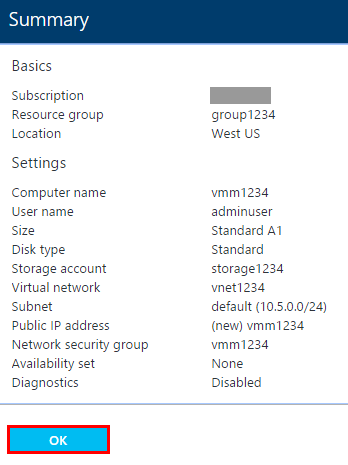 Summary
Basics
Subscription
Resource group group1234
Location West US
Settings
Computer name vmm1234
User name adminuser
Size Standard A1
Disk type Standard
Storage account storage1234
Virtual network vnet1234
Subnet default (10.5.0.0/24)
Public IP address (new) vmm1234
Network security group vmm1234
Availability set None
Diagnostics Disabled
OK